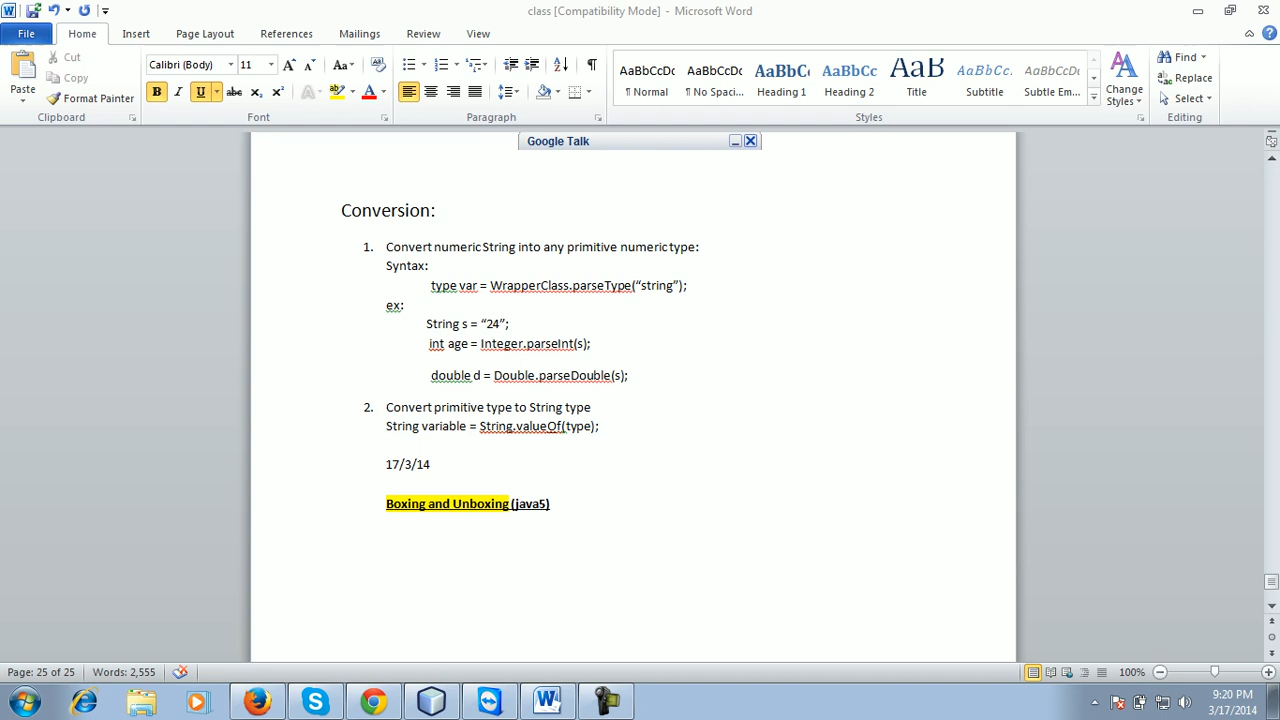 class [Compatibility Mode] - Microsoft Word
File Home Insert Page Layout References Mailings Review View
Paste
Cut
Copy
Format Painter
Clipboard
Calibri (Body) 11
Font
Paragraph
AaBbCcDc AaBbCcDc AaBbCc AaBbCc AaB AaBbCc. AaBbCcDc
¶ Normal ¶ No Spaci... Heading 1 Heading 2 Title Subtitle Subtle Em...
Styles
Change Styles
Find
Replace
Select
Editing
Google Talk
Conversion:
1. Convert numeric String into any primitive numeric type:
Syntax:
type var = WrapperClass.parseType(“string”);
ex:
String s = “24”;
int age = Integer.parseInt(s);
double d = Double.parseDouble(s);
2. Convert primitive type to String type
String variable = String.valueOf(type);
17/3/14
Boxing and Unboxing (java5)
Page: 25 of 25 Words: 2,555 100%
9:20 PM
3/17/2014